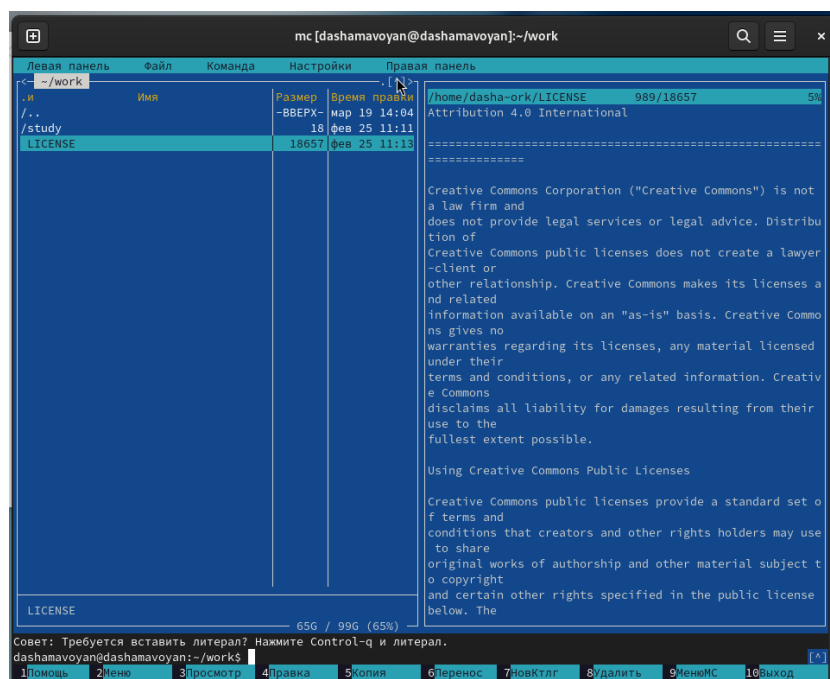 mc [dashamavoyan@dashamavoyan]:~/work
Левая панель Файл Команда Настройки Правая панель
<— ~/work .[^]>
.и Имя Размер Время правки
/.. -ВВЕРХ- мар 19 14:04
/study 18 фев 25 11:11
LICENSE 18657 фев 25 11:13
LICENSE
65G / 99G (65%)
/home/dasha-ork/LICENSE 989/18657 5%
Attribution 4.0 International
=======================================================
==============
Creative Commons Corporation ("Creative Commons") is not
a law firm and
does not provide legal services or legal advice. Distribu
tion of
Creative Commons public licenses does not create a lawyer
-client or
other relationship. Creative Commons makes its licenses a
nd related
information available on an "as-is" basis. Creative Commo
ns gives no
warranties regarding its licenses, any material licensed
under their
terms and conditions, or any related information. Creativ
e Commons
disclaims all liability for damages resulting from their
use to the
fullest extent possible.
Using Creative Commons Public Licenses
Creative Commons public licenses provide a standard set o
f terms and
conditions that creators and other rights holders may use
to share
original works of authorship and other material subject t
o copyright
and certain other rights specified in the public license
below. The
Совет: Требуется вставить литерал? Нажмите Control-q и литерал.
dashamavoyan@dashamavoyan:~/work$ [^]
1Помощь 2Меню 3Просмотр 4Правка 5Копия 6Перенос 7НовКтлг 8Удалить 9МенюMC 10Выход